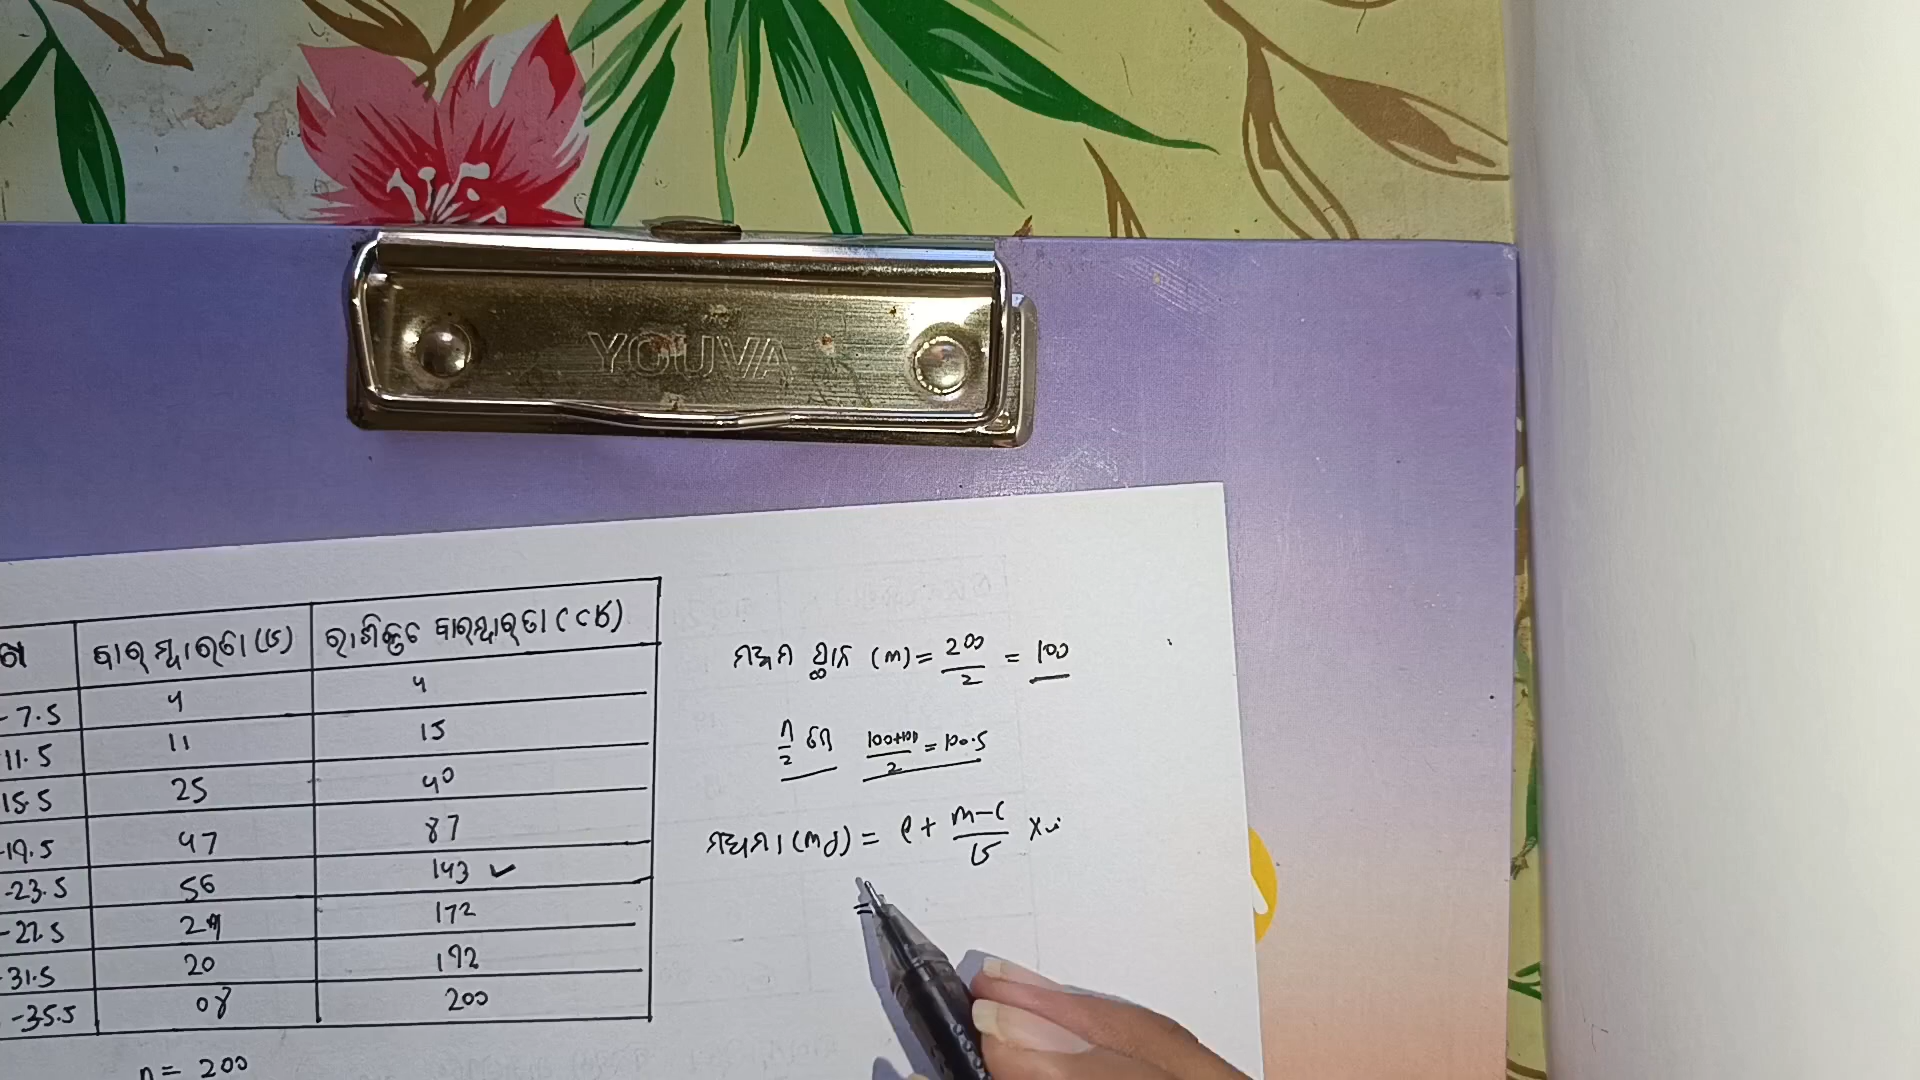 YOUVA
ବାରମ୍ବାରତା (ଓ) ରାଶିକୃତ ବାରମ୍ବାରତା (CF)
-7.5 4 4
-11.5 11 15
15.5 25 40
-19.5 47 87
-23.5 56 143 ✓
29 172
-31.5 20 192
-35.5 08 200
n = 200
ମଧ୍ୟମ ସ୍ଥାନ (m) = 200/2 = 100
n/2 100+101/2 = 100.5
ମଧ୍ୟମା (md) = l + m-c/f × i
=